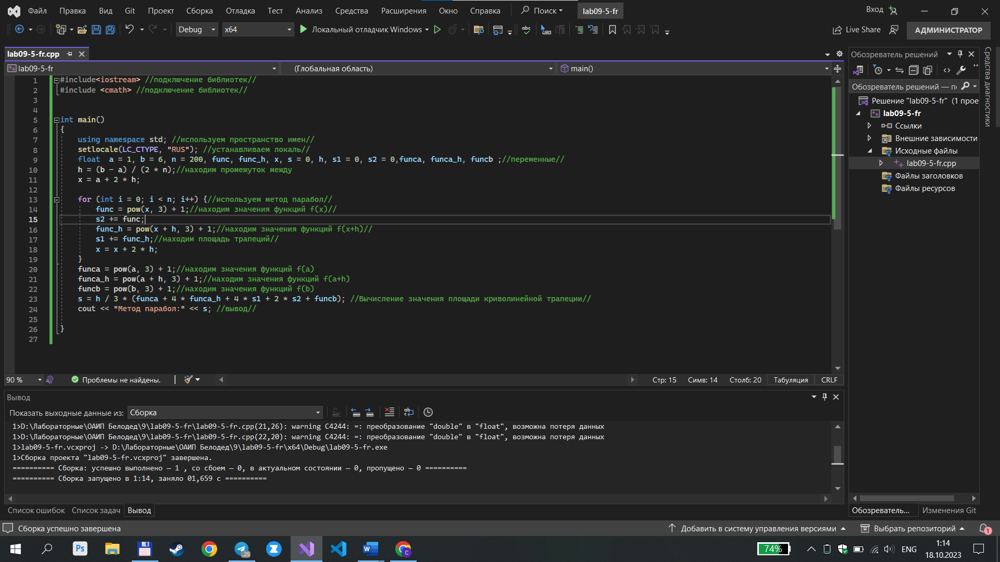 Файл Правка Вид Git Проект Сборка Отладка Тест Анализ Средства Расширения Окно Справка Поиск lab09-5-fr Вход
Debug x64 Локальный отладчик Windows Live Share АДМИНИСТРАТОР
lab09-5-fr.cpp
lab09-5-fr (Глобальная область) main()
1 #include<iostream> //подключение библиотек//
2 #include <cmath> //подключение библиотек//
3
4
5 int main()
6 {
7 using namespace std; //используем пространство имен//
8 setlocale(LC_CTYPE, "RUS"); //устанавливаем локаль//
9 float  a = 1, b = 6, n = 200, func, func_h, x, s = 0, h, s1 = 0, s2 = 0,funca, funca_h, funcb ;//переменные//
10 h = (b - a) / (2 * n);//находим промежуток между
11 x = a + 2 * h;
12
13 for (int i = 0; i < n; i++) {//используем метод парабол//
14 func = pow(x, 3) + 1;//находим значения функций f(x)//
15 s2 += func;
16 func_h = pow(x + h, 3) + 1;//находим значения функций f(x+h)//
17 s1 += func_h;//находим площадь трапеций//
18 x = x + 2 * h;
19 }
20 funca = pow(a, 3) + 1;//находим значения функций f(a)
21 funca_h = pow(a + h, 3) + 1;//находим значения функций f(a+h)
22 funcb = pow(b, 3) + 1;//находим значения функций f(b)
23 s = h / 3 * (funca + 4 * funca_h + 4 * s1 + 2 * s2 + funcb); //Вычисление значения площади криволинейной трапеции//
24 cout << "Метод парабол:" << s; //вывод//
25
26 }
27
90 % Проблемы не найдены. Стр: 15 Симв: 14 Столб: 20 Табуляция CRLF
Вывод
Показать выходные данные из: Сборка
1>D:\Лабораторные\ОАИП Белодед\9\lab09-5-fr\lab09-5-fr.cpp(21,26): warning C4244: =: преобразование "double" в "float", возможна потеря данных
1>D:\Лабораторные\ОАИП Белодед\9\lab09-5-fr\lab09-5-fr.cpp(22,20): warning C4244: =: преобразование "double" в "float", возможна потеря данных
1>lab09-5-fr.vcxproj -> D:\Лабораторные\ОАИП Белодед\9\lab09-5-fr\x64\Debug\lab09-5-fr.exe
1>Сборка проекта "lab09-5-fr.vcxproj" завершена.
========== Сборка: успешно выполнено — 1 , со сбоем — 0, в актуальном состоянии — 0, пропущено — 0 ==========
========== Сборка запущено в 1:14, заняло 01,659 с ==========
Список ошибок Список задач Вывод
Обозреватель решений
Обозреватель решений — п
Решение "lab09-5-fr" (1 прое
lab09-5-fr
Ссылки
Внешние зависимости
Исходные файлы
lab09-5-fr.cpp
Файлы заголовков
Файлы ресурсов
Обозреватель... Изменения Git
Средства диагностики
Сборка успешно завершена Добавить в систему управления версиями Выбрать репозиторий 1
Ps ..25 74% ENG 1:14
18.10.2023